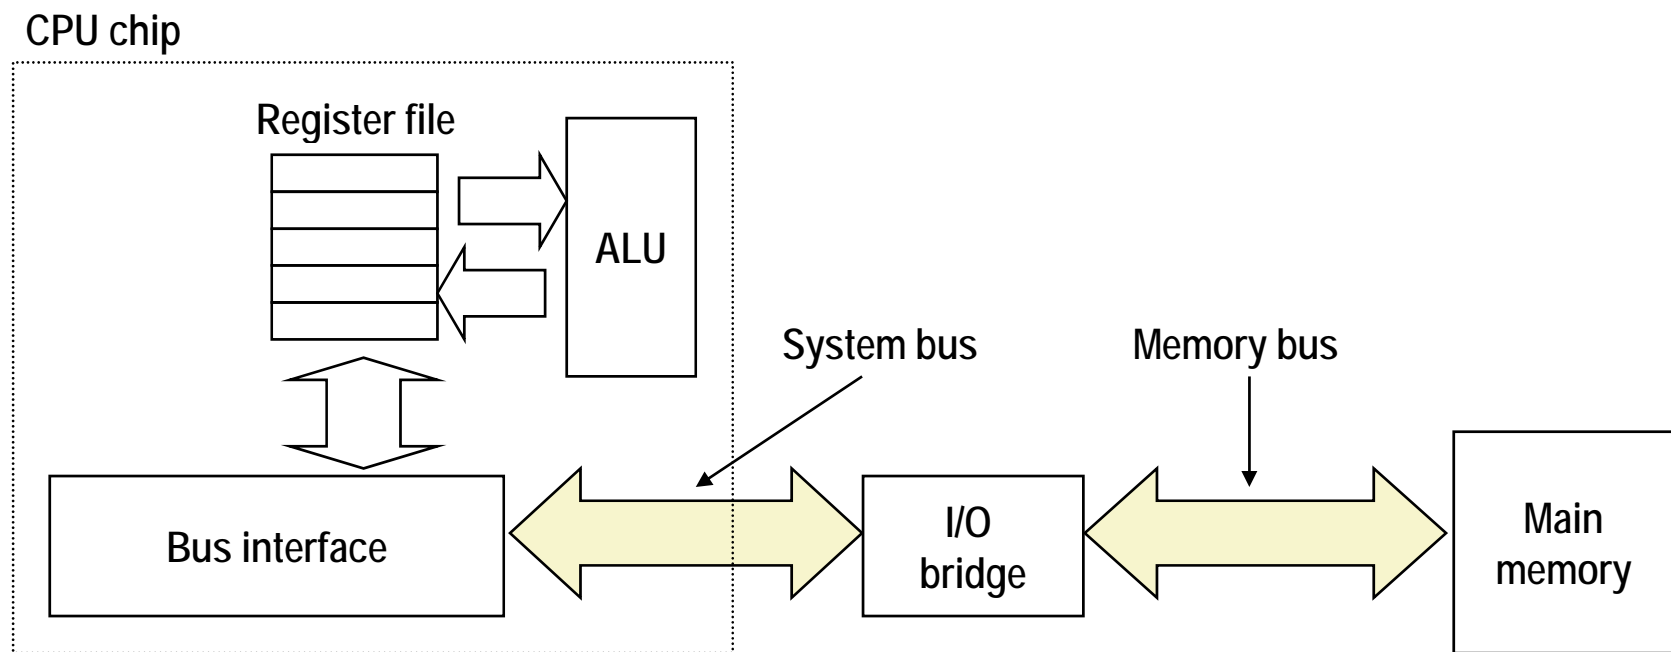 CPU chip
Register file
ALU
System bus
Memory bus
Bus interface
I/O
bridge
Main
memory